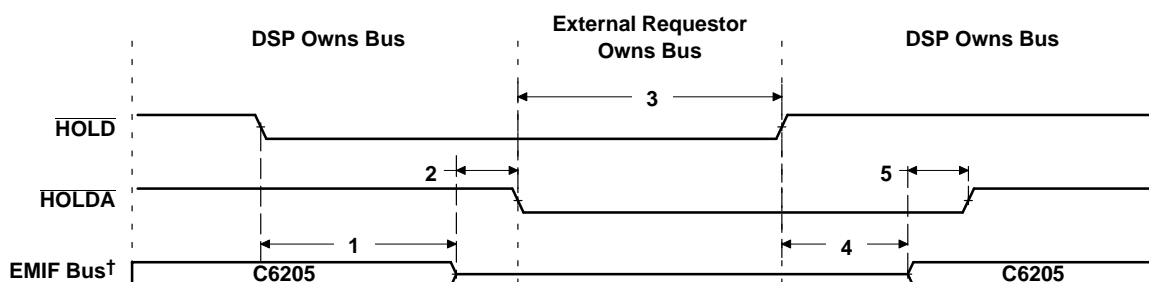 DSP Owns Bus
External Requestor
Owns Bus
DSP Owns Bus
3
HOLD
2
5
HOLDA
1
4
EMIF Bus†
C6205
C6205